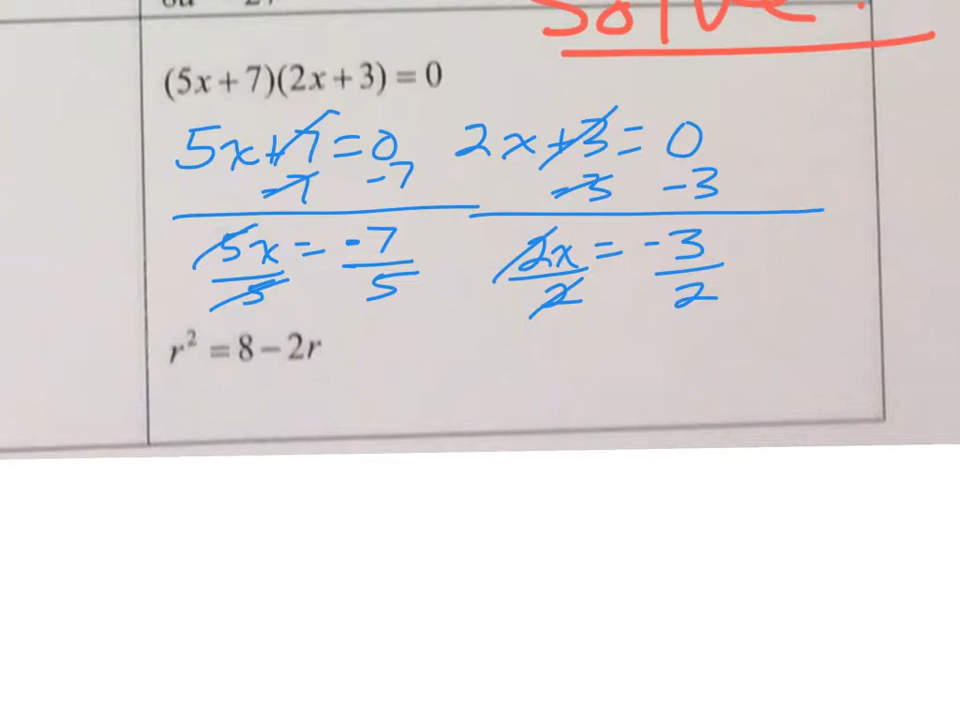 Solve.
(5x + 7)(2x + 3) = 0
5x+7=0 2x+3=0
-7 -7 -3 -3
5x = -7 2x = -3
5 5 2 2
r² = 8 − 2r